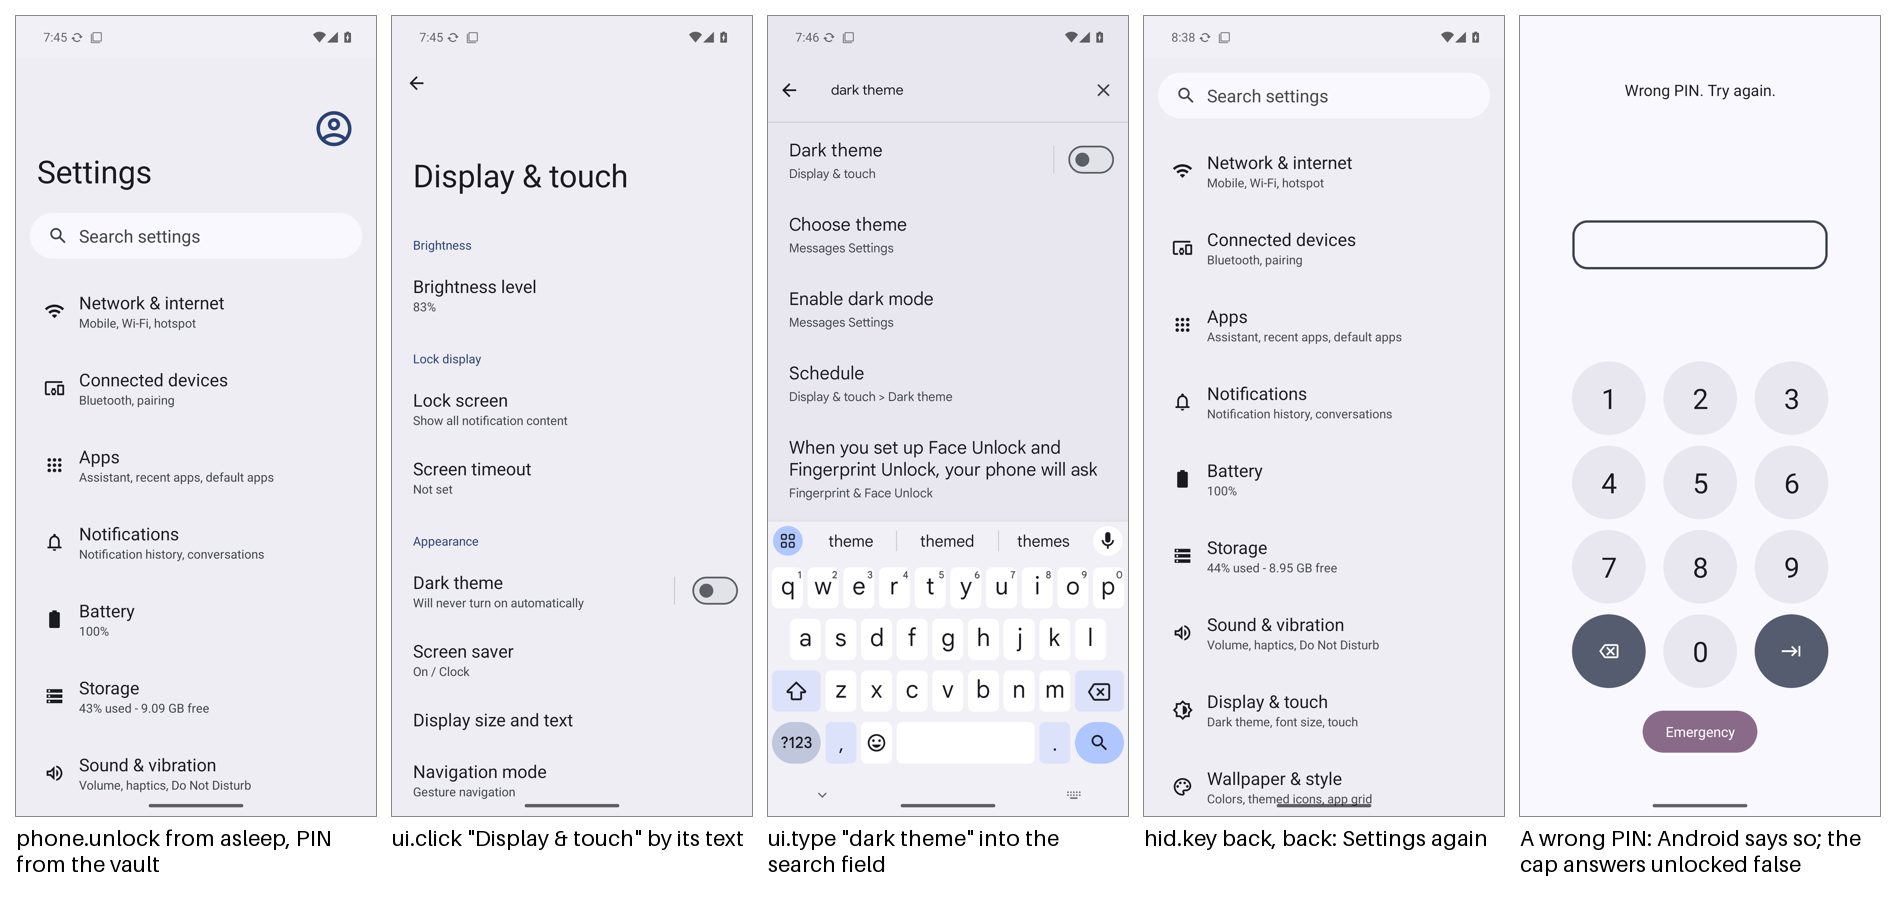 7:45
Settings
Search settings
Network & internet
Mobile, Wi-Fi, hotspot
Connected devices
Bluetooth, pairing
Apps
Assistant, recent apps, default apps
Notifications
Notification history, conversations
Battery
100%
Storage
43% used - 9.09 GB free
Sound & vibration
Volume, haptics, Do Not Disturb
phone.unlock from asleep, PIN
from the vault
7:45
Display & touch
Brightness
Brightness level
83%
Lock display
Lock screen
Show all notification content
Screen timeout
Not set
Appearance
Dark theme
Will never turn on automatically
Screen saver
On / Clock
Display size and text
Navigation mode
Gesture navigation
ui.click "Display & touch" by its text
7:46
dark theme
Dark theme
Display & touch
Choose theme
Messages Settings
Enable dark mode
Messages Settings
Schedule
Display & touch > Dark theme
When you set up Face Unlock and
Fingerprint Unlock, your phone will ask
Fingerprint & Face Unlock
theme themed themes
q1 w2 e3 r4 t5 y6 u7 i8 o9 p0
a s d f g h j k l
z x c v b n m
?123 , .
ui.type "dark theme" into the
search field
8:38
Search settings
Network & internet
Mobile, Wi-Fi, hotspot
Connected devices
Bluetooth, pairing
Apps
Assistant, recent apps, default apps
Notifications
Notification history, conversations
Battery
100%
Storage
44% used - 8.95 GB free
Sound & vibration
Volume, haptics, Do Not Disturb
Display & touch
Dark theme, font size, touch
Wallpaper & style
Colors, themed icons, app grid
hid.key back, back: Settings again
Wrong PIN. Try again.
1 2 3
4 5 6
7 8 9
0
Emergency
A wrong PIN: Android says so; the
cap answers unlocked false